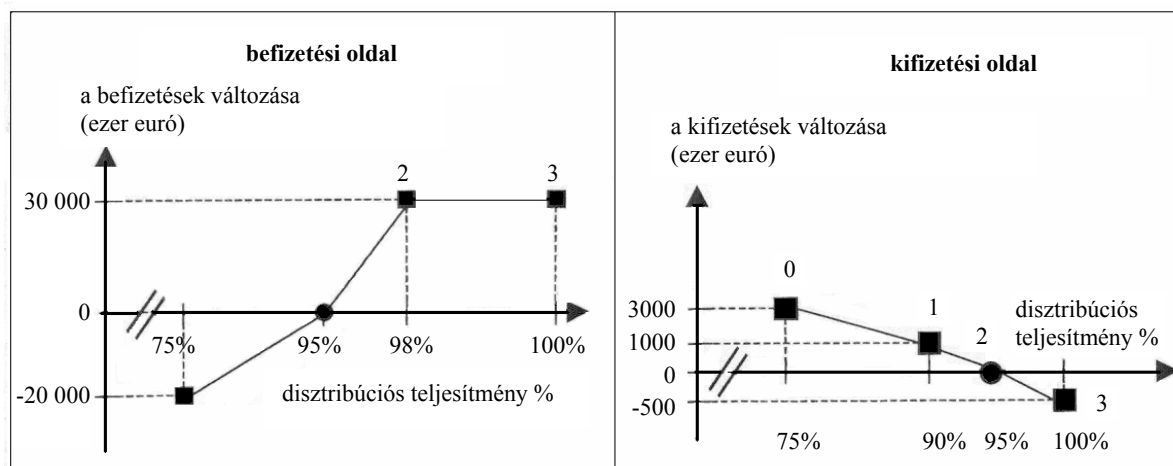 befizetési oldal
a befizetések változása
(ezer euró)
2
3
30 000
0
75%
95%
98%
100%
-20 000
disztribúciós teljesítmény %
kifizetési oldal
a kifizetések változása
(ezer euró)
0
3000
1
2
disztribúciós
teljesítmény %
1000
0
-500
3
75%
90%
95%
100%